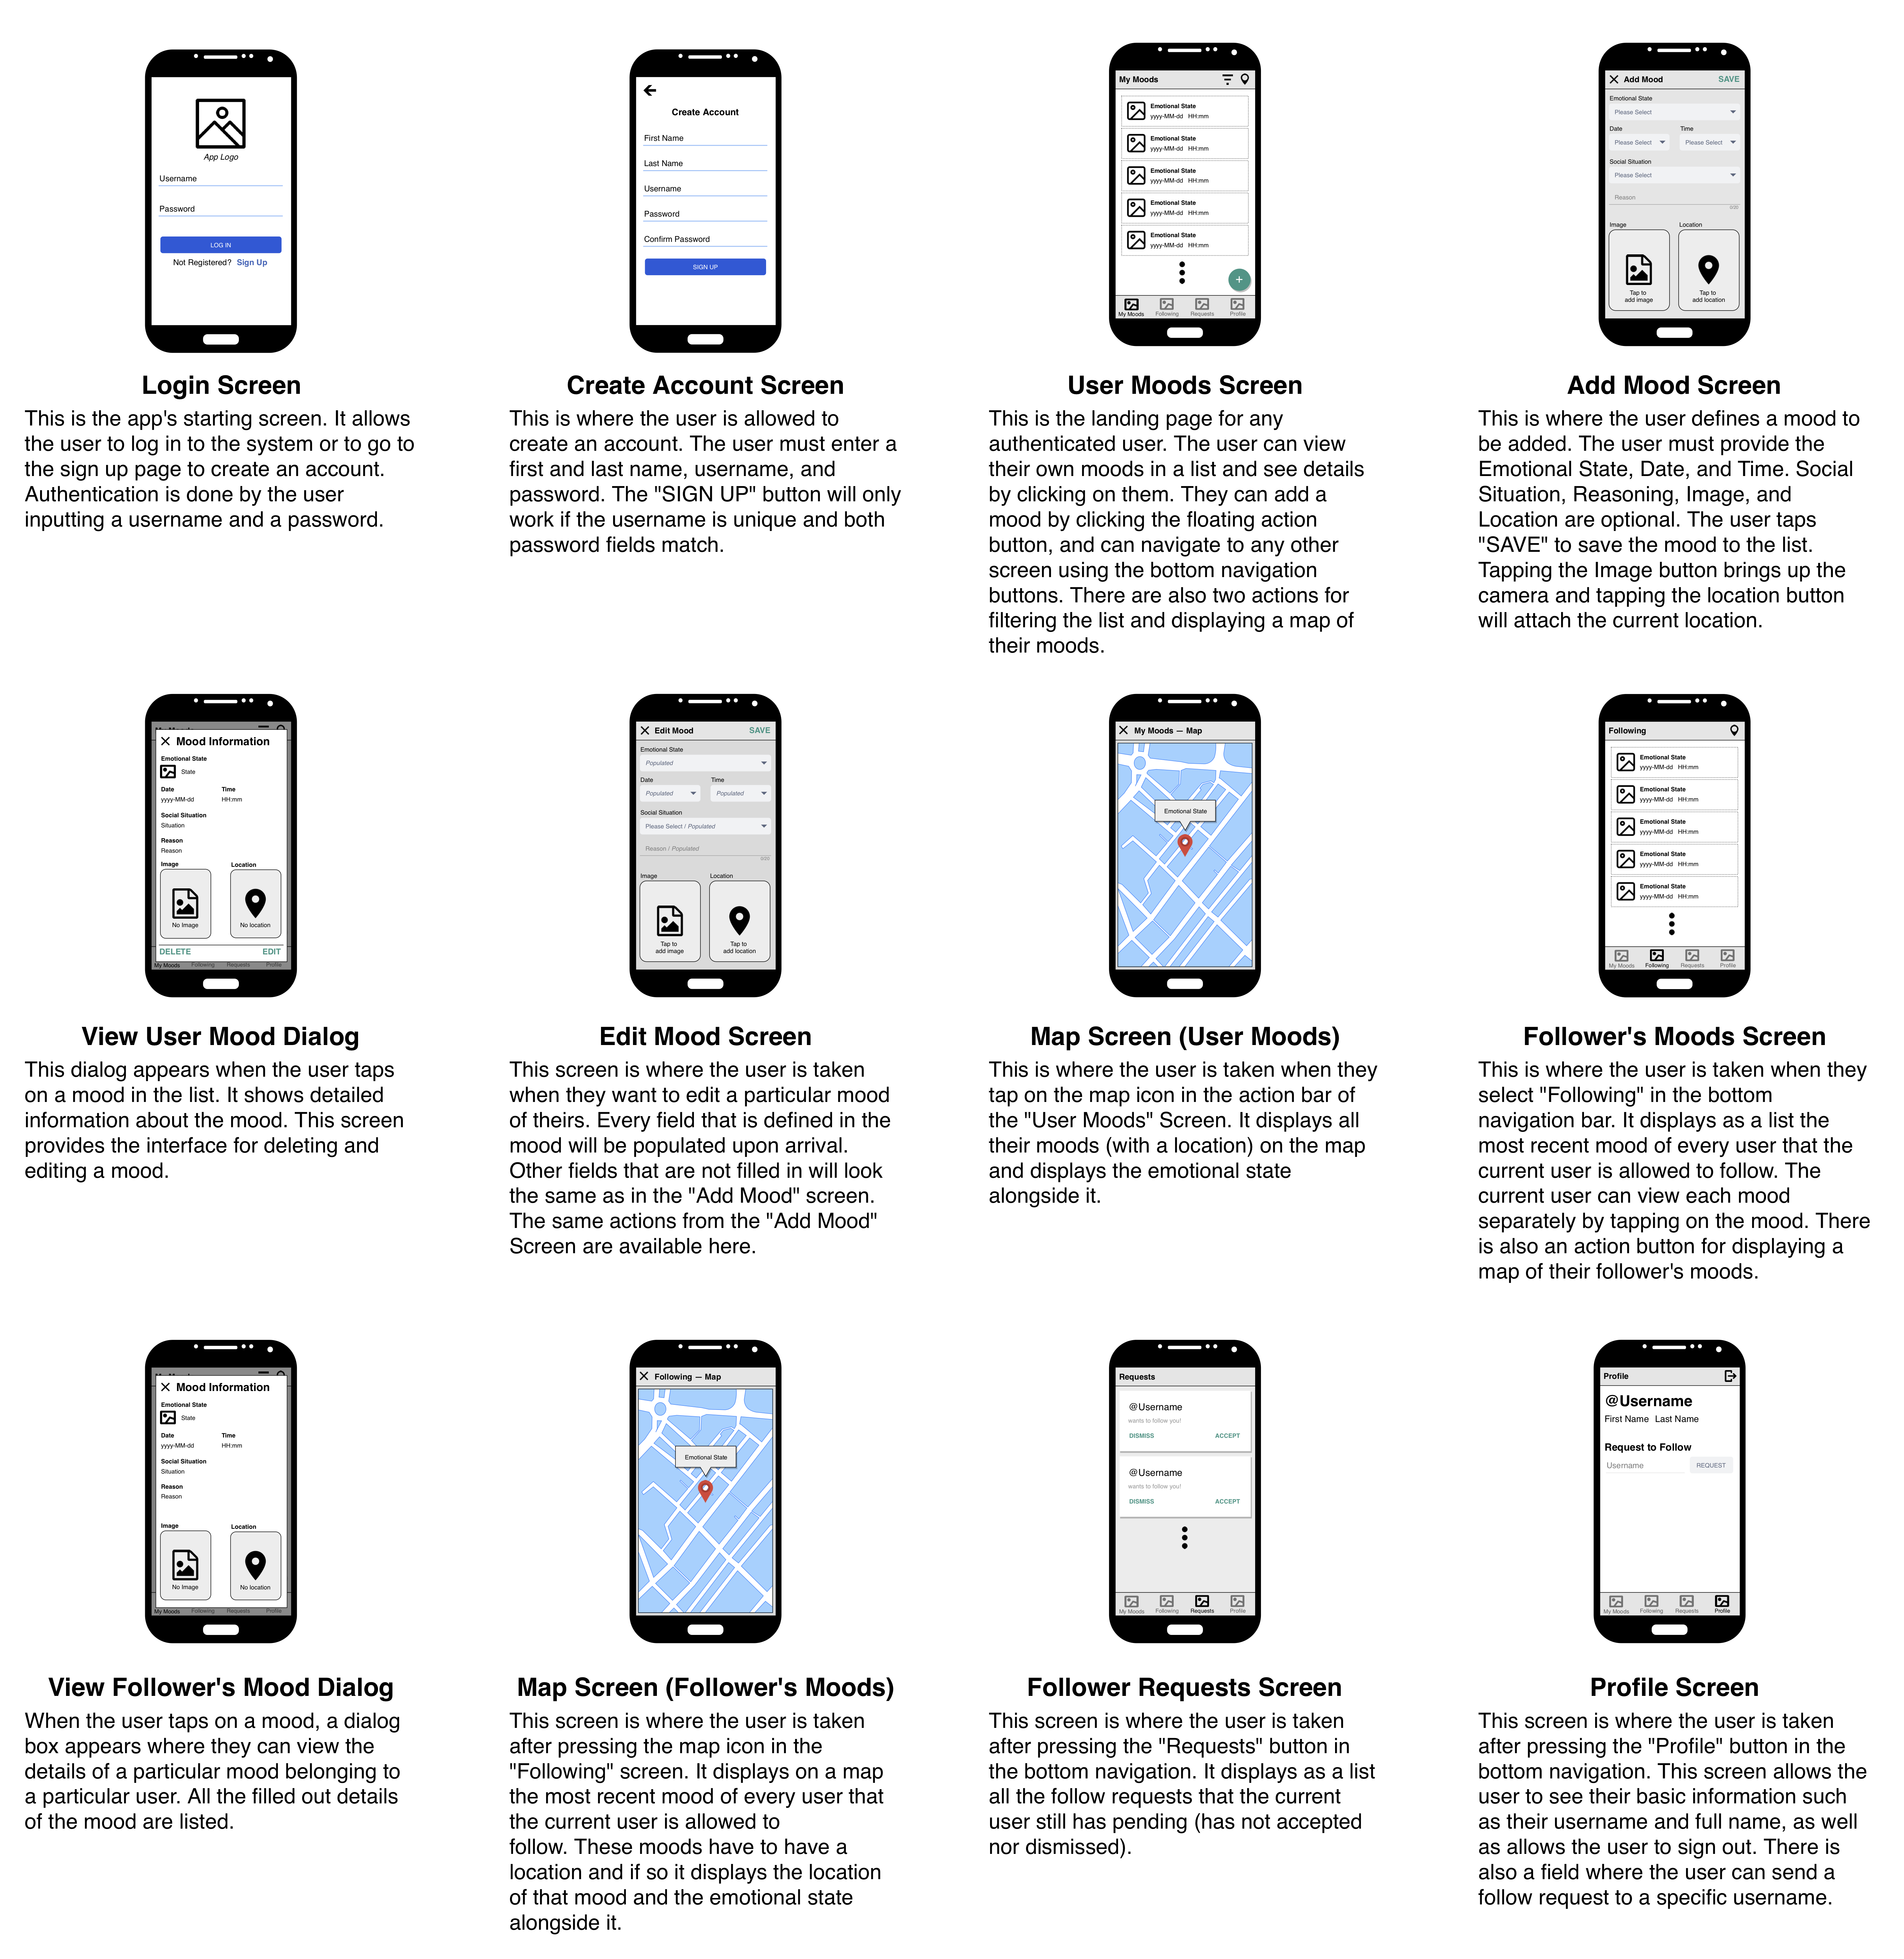 App Logo
Username
Password
LOG IN
Not Registered? Sign Up
Login Screen
This is the app's starting screen. It allows
the user to log in to the system or to go to
the sign up page to create an account.
Authentication is done by the user
inputting a username and a password.
Create Account
First Name
Last Name
Username
Password
Confirm Password
SIGN UP
Create Account Screen
This is where the user is allowed to
create an account. The user must enter a
first and last name, username, and
password. The "SIGN UP" button will only
work if the username is unique and both
password fields match.
My Moods
Emotional State
yyyy-MM-dd HH:mm
Emotional State
yyyy-MM-dd HH:mm
Emotional State
yyyy-MM-dd HH:mm
Emotional State
yyyy-MM-dd HH:mm
Emotional State
yyyy-MM-dd HH:mm
My Moods Following Requests Profile
User Moods Screen
This is the landing page for any
authenticated user. The user can view
their own moods in a list and see details
by clicking on them. They can add a
mood by clicking the floating action
button, and can navigate to any other
screen using the bottom navigation
buttons. There are also two actions for
filtering the list and displaying a map of
their moods.
Add Mood SAVE
Emotional State
Please Select
Date Time
Please Select Please Select
Social Situation
Please Select
Reason
Image Location
Tap to Tap to
add image add location
Add Mood Screen
This is where the user defines a mood to
be added. The user must provide the
Emotional State, Date, and Time. Social
Situation, Reasoning, Image, and
Location are optional. The user taps
"SAVE" to save the mood to the list.
Tapping the Image button brings up the
camera and tapping the location button
will attach the current location.
Mood Information
Emotional State
State
Date Time
yyyy-MM-dd HH:mm
Social Situation
Situation
Reason
Reason
Image Location
No Image No location
DELETE EDIT
My Moods Following Requests Profile
View User Mood Dialog
This dialog appears when the user taps
on a mood in the list. It shows detailed
information about the mood. This screen
provides the interface for deleting and
editing a mood.
Edit Mood SAVE
Emotional State
Populated
Date Time
Populated Populated
Social Situation
Please Select / Populated
Reason / Populated
Image Location
Tap to Tap to
add image add location
Edit Mood Screen
This screen is where the user is taken
when they want to edit a particular mood
of theirs. Every field that is defined in the
mood will be populated upon arrival.
Other fields that are not filled in will look
the same as in the "Add Mood" screen.
The same actions from the "Add Mood"
Screen are available here.
My Moods — Map
Emotional State
Map Screen (User Moods)
This is where the user is taken when they
tap on the map icon in the action bar of
the "User Moods" Screen. It displays all
their moods (with a location) on the map
and displays the emotional state
alongside it.
Following
Emotional State
yyyy-MM-dd HH:mm
Emotional State
yyyy-MM-dd HH:mm
Emotional State
yyyy-MM-dd HH:mm
Emotional State
yyyy-MM-dd HH:mm
Emotional State
yyyy-MM-dd HH:mm
My Moods Following Requests Profile
Follower's Moods Screen
This is where the user is taken when they
select "Following" in the bottom
navigation bar. It displays as a list the
most recent mood of every user that the
current user is allowed to follow. The
current user can view each mood
separately by tapping on the mood. There
is also an action button for displaying a
map of their follower's moods.
Mood Information
Emotional State
State
Date Time
yyyy-MM-dd HH:mm
Social Situation
Situation
Reason
Reason
Image Location
No Image No location
My Moods Following Requests Profile
View Follower's Mood Dialog
When the user taps on a mood, a dialog
box appears where they can view the
details of a particular mood belonging to
a particular user. All the filled out details
of the mood are listed.
Following — Map
Emotional State
Map Screen (Follower's Moods)
This screen is where the user is taken
after pressing the map icon in the
"Following" screen. It displays on a map
the most recent mood of every user that
the current user is allowed to
follow. These moods have to have a
location and if so it displays the location
of that mood and the emotional state
alongside it.
Requests
@Username
wants to follow you!
DISMISS ACCEPT
@Username
wants to follow you!
DISMISS ACCEPT
My Moods Following Requests Profile
Follower Requests Screen
This screen is where the user is taken
after pressing the "Requests" button in
the bottom navigation. It displays as a list
all the follow requests that the current
user still has pending (has not accepted
nor dismissed).
Profile
@Username
First Name Last Name
Request to Follow
Username REQUEST
My Moods Following Requests Profile
Profile Screen
This screen is where the user is taken
after pressing the "Profile" button in the
bottom navigation. This screen allows the
user to see their basic information such
as their username and full name, as well
as allows the user to sign out. There is
also a field where the user can send a
follow request to a specific username.